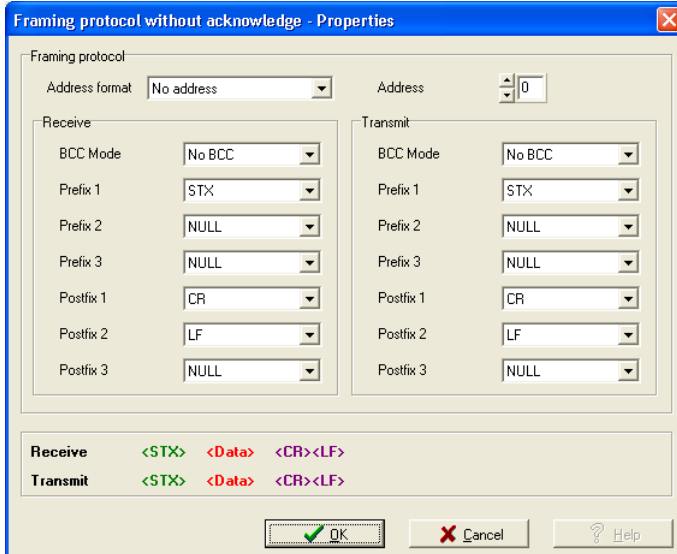 Framing protocol without acknowledge - Properties
Framing protocol
Address format No address Address 0
Receive Transmit
BCC Mode No BCC BCC Mode No BCC
Prefix 1 STX Prefix 1 STX
Prefix 2 NULL Prefix 2 NULL
Prefix 3 NULL Prefix 3 NULL
Postfix 1 CR Postfix 1 CR
Postfix 2 LF Postfix 2 LF
Postfix 3 NULL Postfix 3 NULL
Receive <STX> <Data> <CR><LF>
Transmit <STX> <Data> <CR><LF>
OK Cancel Help